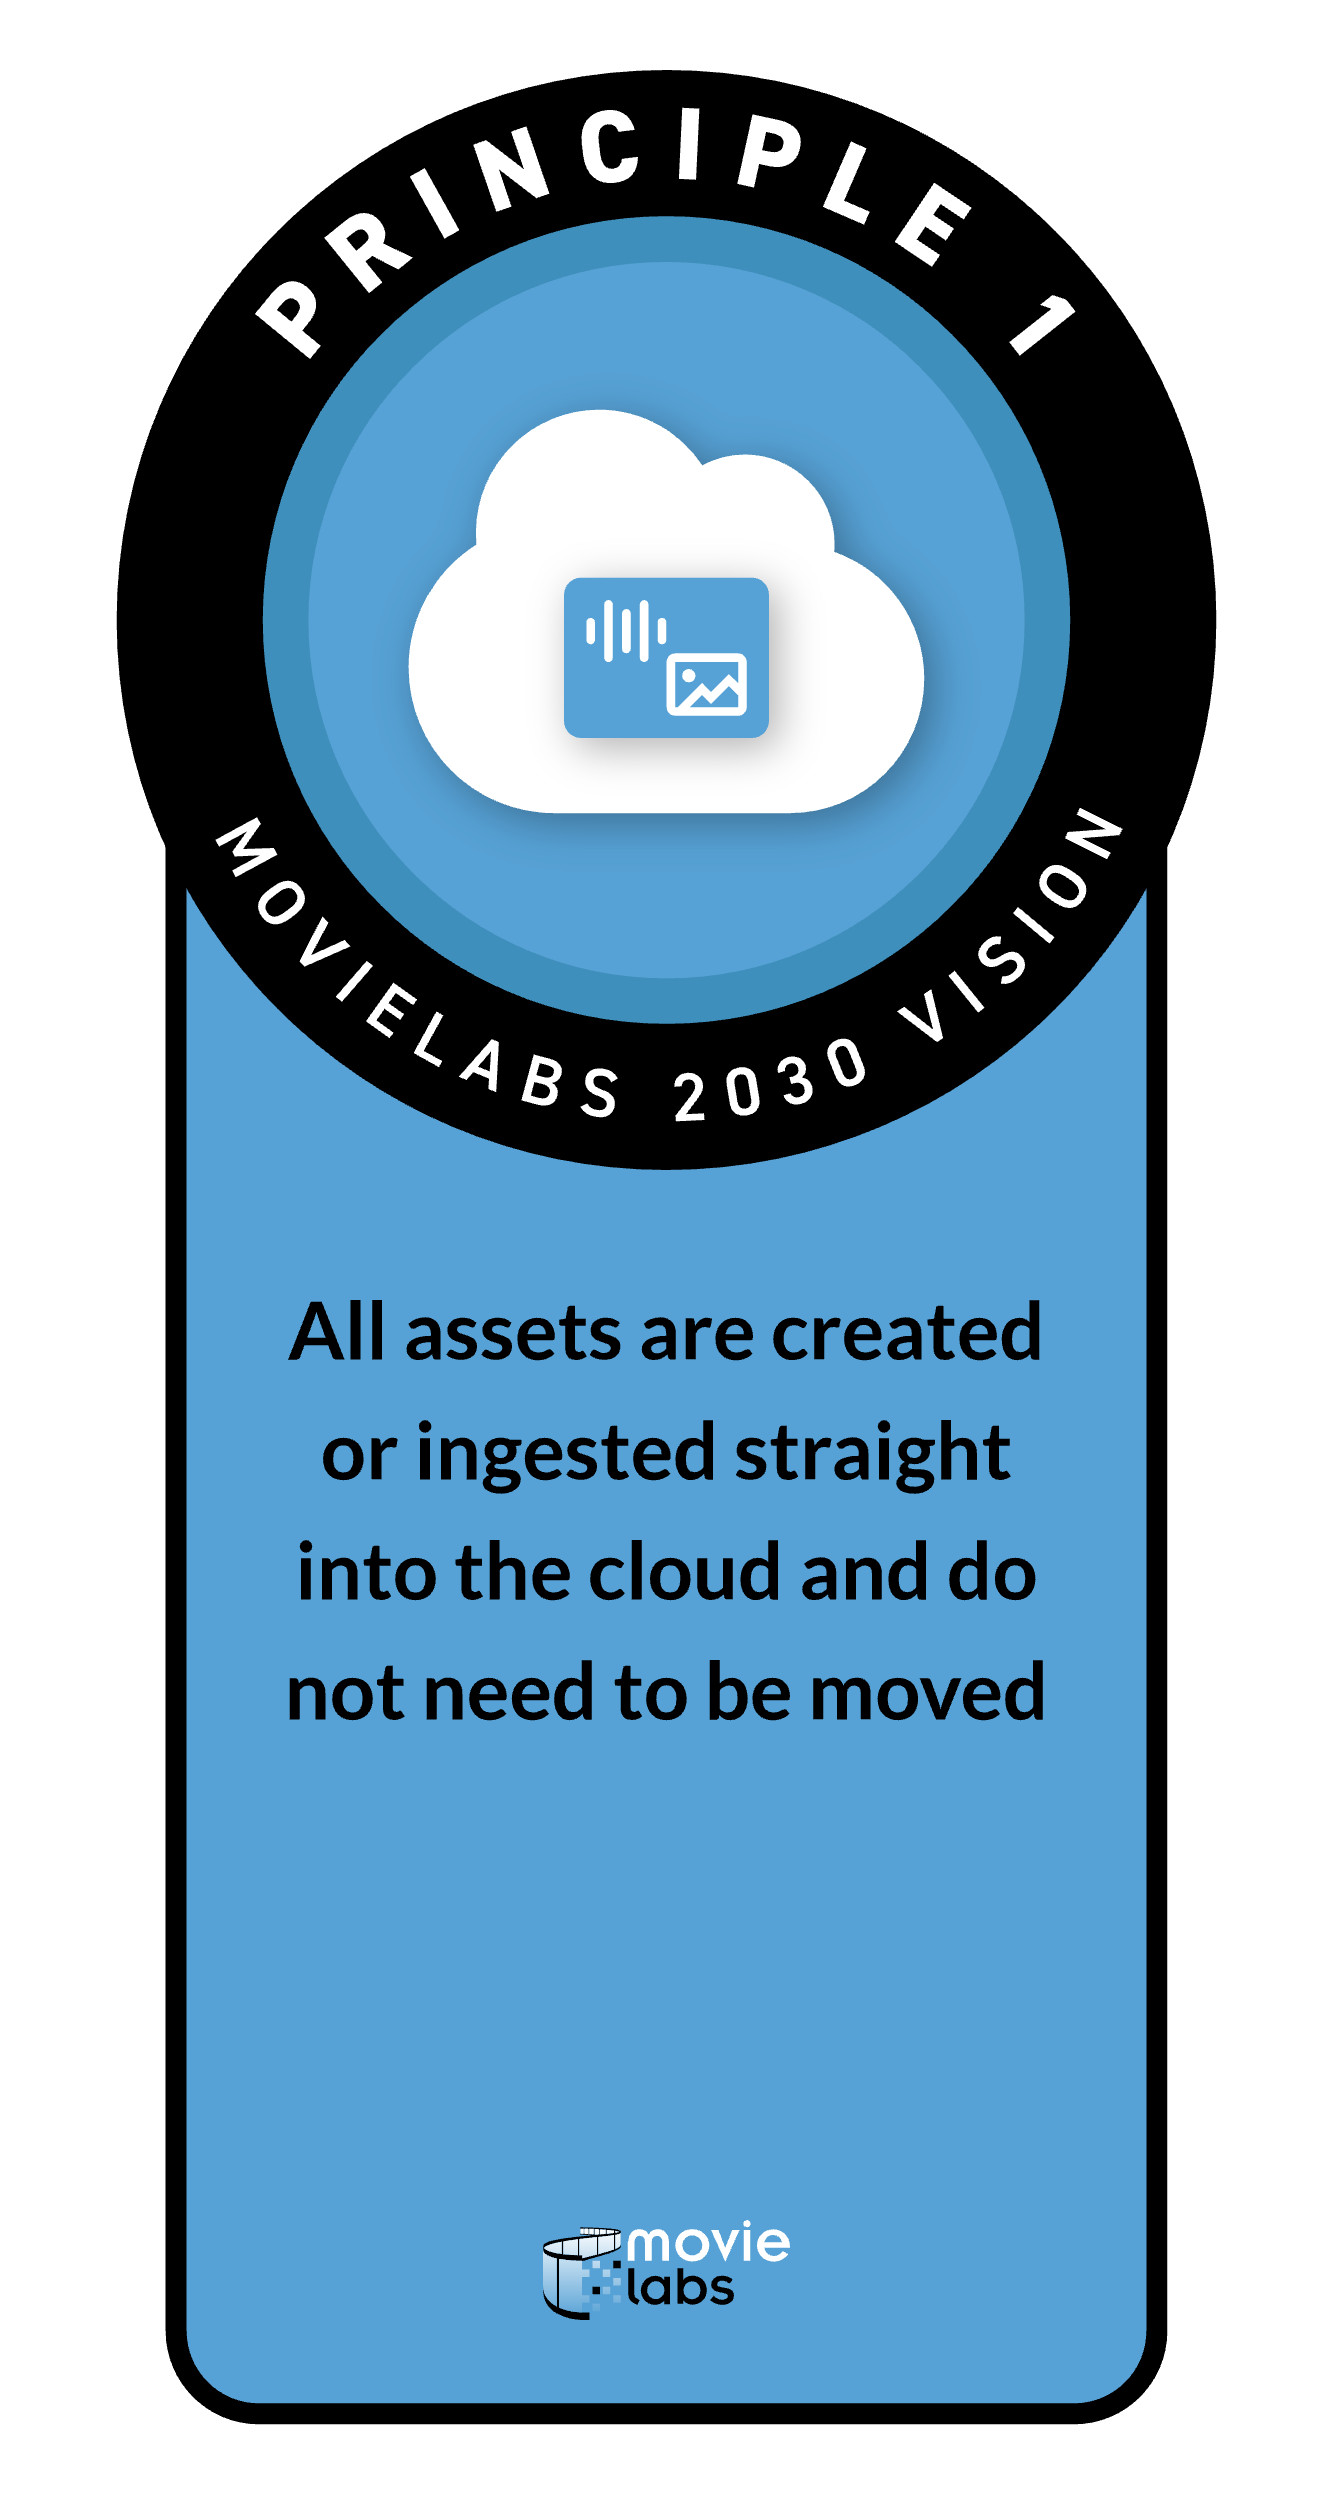 PRINCIPLE 1
MOVIELABS 2030 VISION
All assets are created
or ingested straight
into the cloud and do
not need to be moved
movie
labs